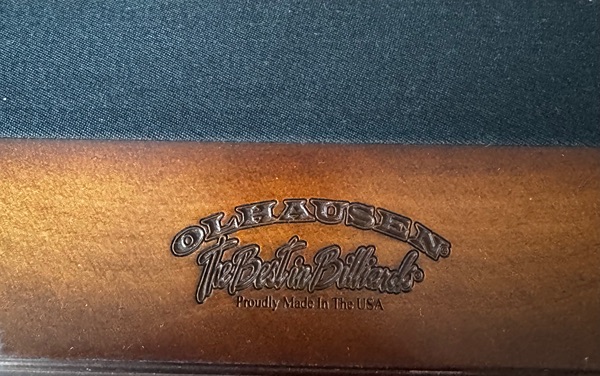 OLHAUSEN
The Best in Billiards®
Proudly Made In The USA